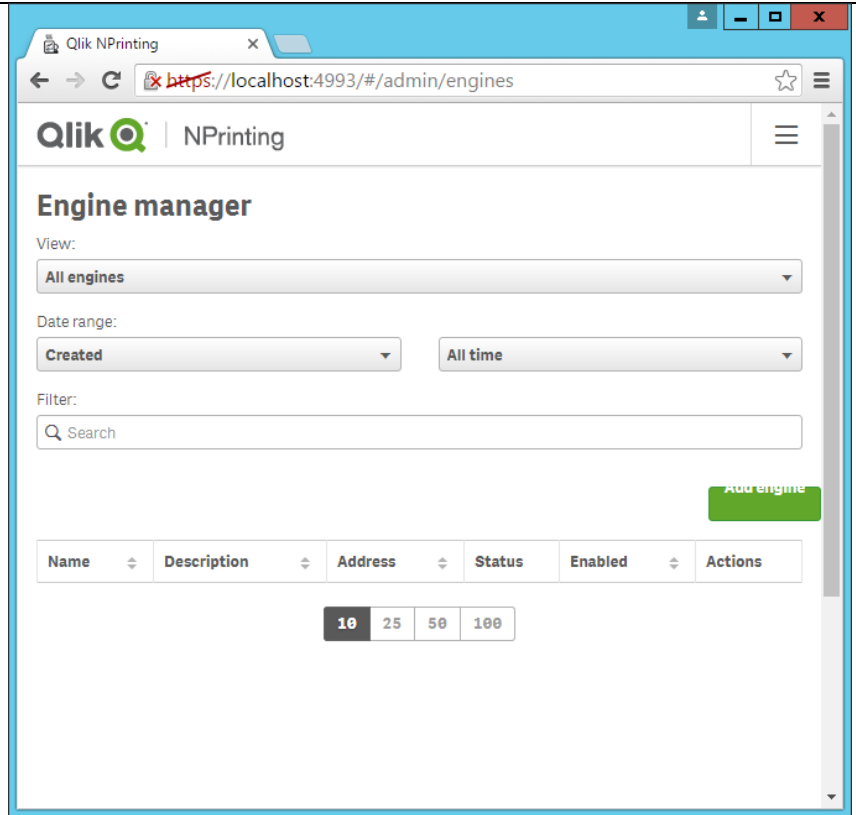 Qlik NPrinting
https://localhost:4993/#/admin/engines
Qlik NPrinting
Engine manager
View:
All engines
Date range:
Created All time
Filter:
Search
Add engine
Name Description Address Status Enabled Actions
10 25 50 100